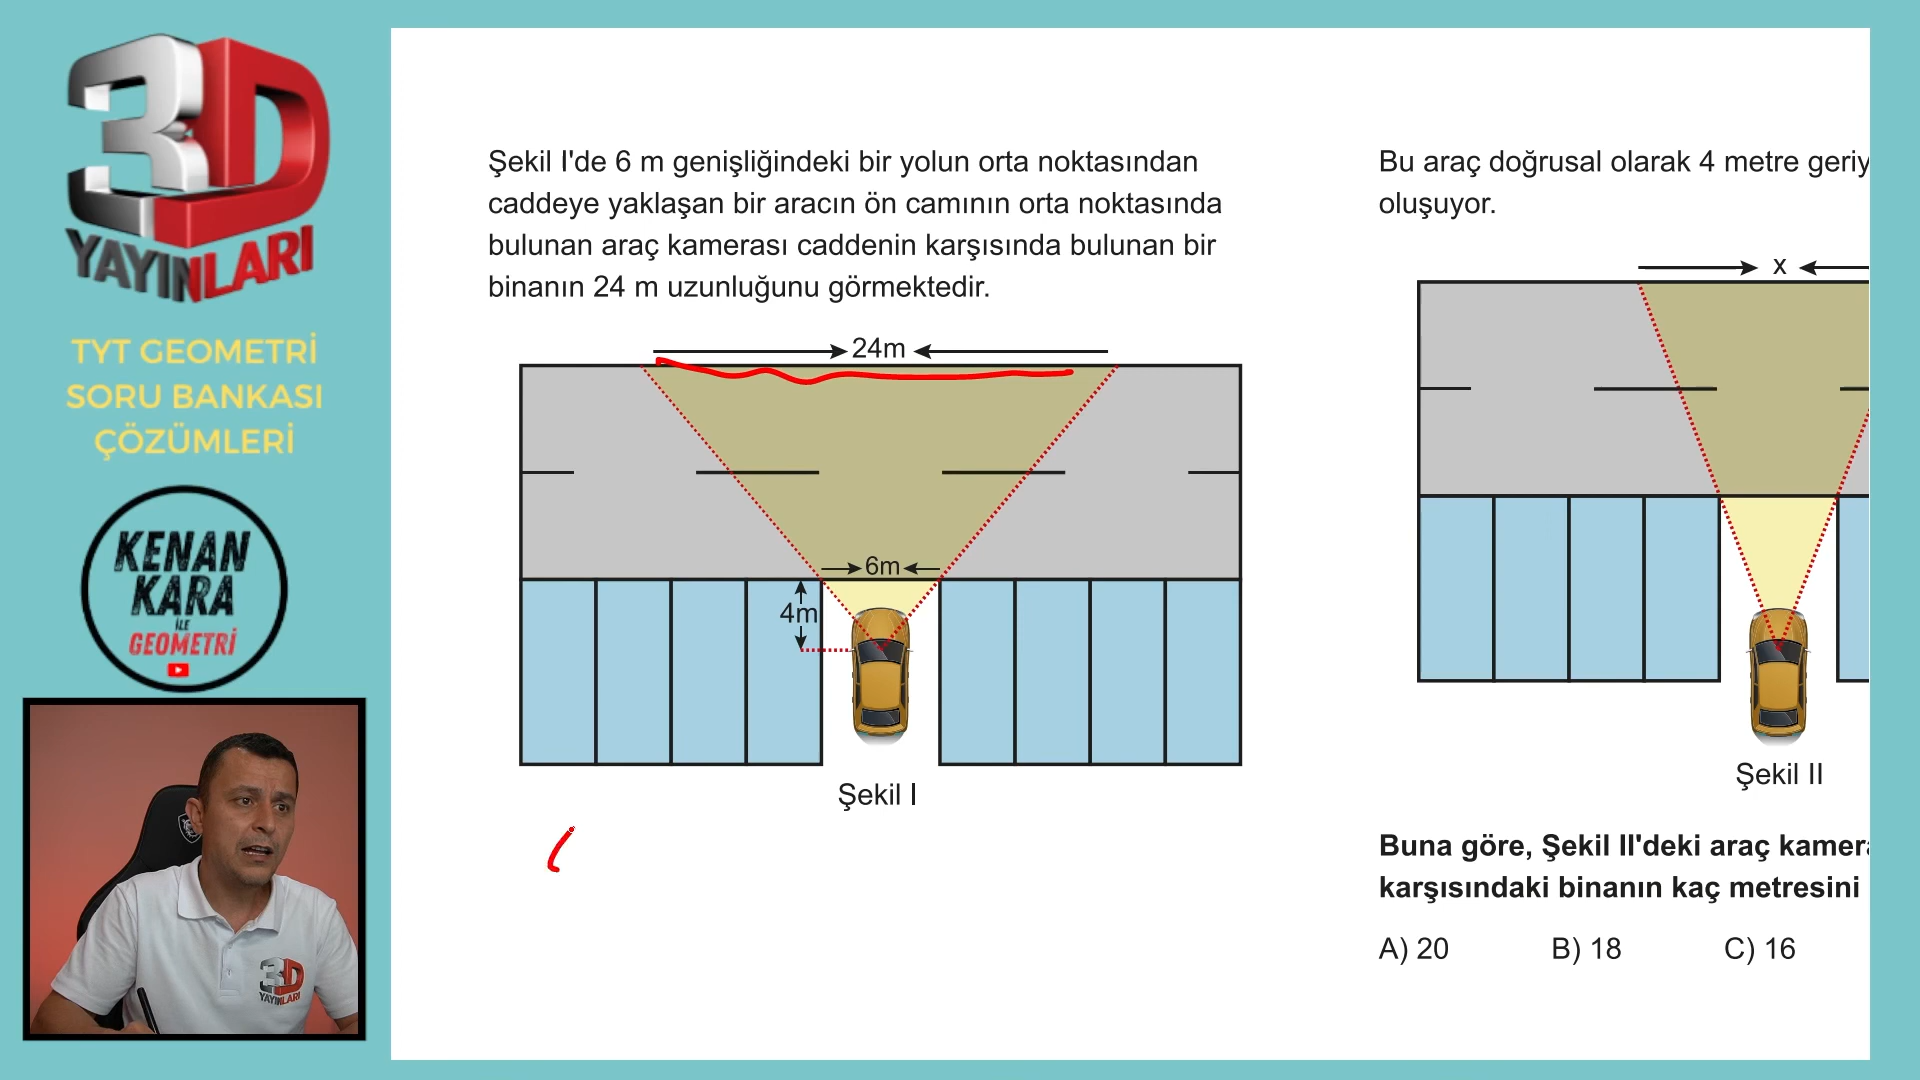 3D
YAYINLARI
TYT GEOMETRİ
SORU BANKASI
ÇÖZÜMLERİ
KENAN
KARA
İLE
GEOMETRİ
3D
YAYINLARI
Şekil I'de 6 m genişliğindeki bir yolun orta noktasından
caddeye yaklaşan bir aracın ön camının orta noktasında
bulunan araç kamerası caddenin karşısında bulunan bir
binanın 24 m uzunluğunu görmektedir.
24m
6m
4m
Şekil I
Bu araç doğrusal olarak 4 metre geriy
oluşuyor.
x
Şekil II
Buna göre, Şekil II'deki araç kamera
karşısındaki binanın kaç metresini
A) 20 B) 18 C) 16